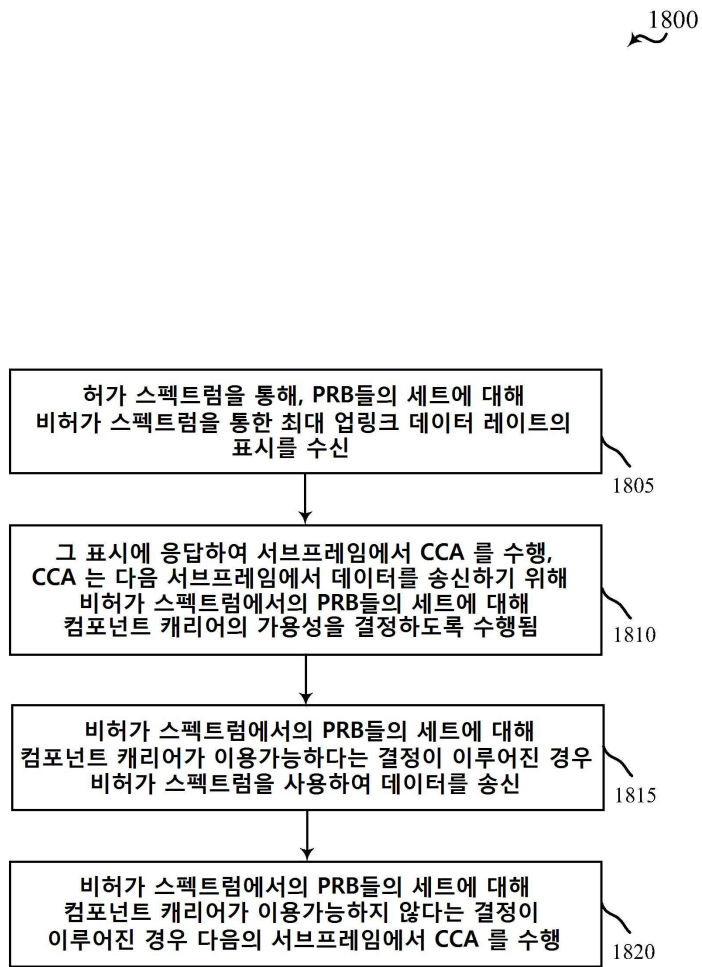 1800
허가 스펙트럼을 통해, PRB들의 세트에 대해
비허가 스펙트럼을 통한 최대 업링크 데이터 레이트의
표시를 수신
1805
그 표시에 응답하여 서브프레임에서 CCA 를 수행,
CCA 는 다음 서브프레임에서 데이터를 송신하기 위해
비허가 스펙트럼에서의 PRB들의 세트에 대해
컴포넌트 캐리어의 가용성을 결정하도록 수행됨
1810
비허가 스펙트럼에서의 PRB들의 세트에 대해
컴포넌트 캐리어가 이용가능하다는 결정이 이루어진 경우
비허가 스펙트럼을 사용하여 데이터를 송신
1815
비허가 스펙트럼에서의 PRB들의 세트에 대해
컴포넌트 캐리어가 이용가능하지 않다는 결정이
이루어진 경우 다음의 서브프레임에서 CCA 를 수행
1820